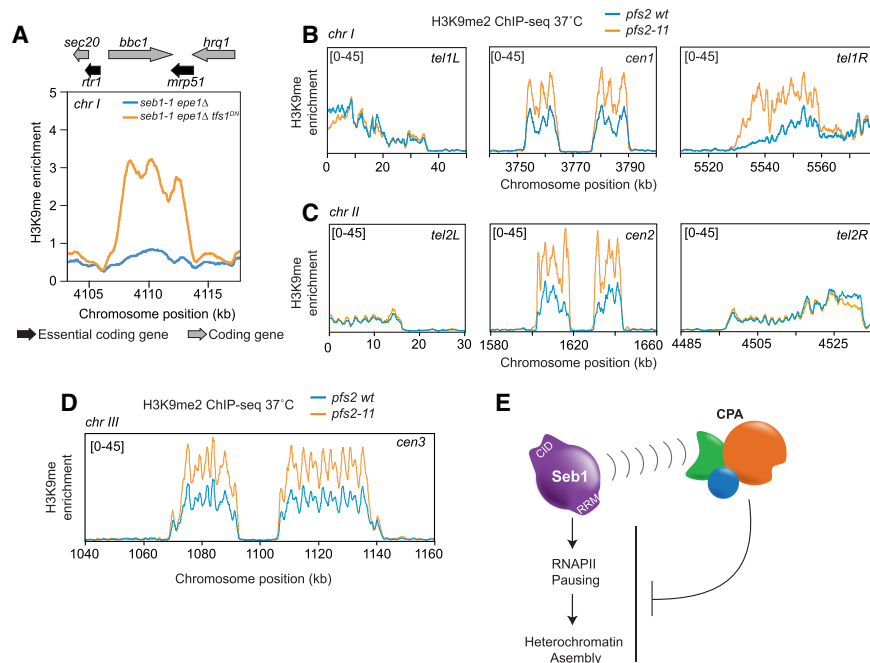 A
sec20 bbc1 hrq1
rtr1 mrp51
chr I
seb1-1 epe1Δ
seb1-1 epe1Δ tfs1DN
H3K9me enrichment
5
4
3
2
1
0
4105 4110 4115
Chromosome position (kb)
Essential coding gene Coding gene
H3K9me2 ChIP-seq 37˚C
pfs2 wt
pfs2-11
B
chr I
[0-45] tel1L
[0-45] cen1
[0-45] tel1R
H3K9me
enrichment
0 20 40
3750 3770 3790
5520 5540 5560
Chromosome position (kb)
C
chr II
[0-45] tel2L
[0-45] cen2
[0-45] tel2R
H3K9me
enrichment
0 10 20 30
1580 1620 1660
4485 4505 4525
Chromosome position (kb)
D
H3K9me2 ChIP-seq 37˚C
pfs2 wt
pfs2-11
chr III
[0-45] cen3
H3K9me
enrichment
1040 1060 1080 1100 1120 1140 1160
Chromosome position (kb)
E
CPA
CID
Seb1
RRM
RNAPII
Pausing
Heterochromatin
Asembly